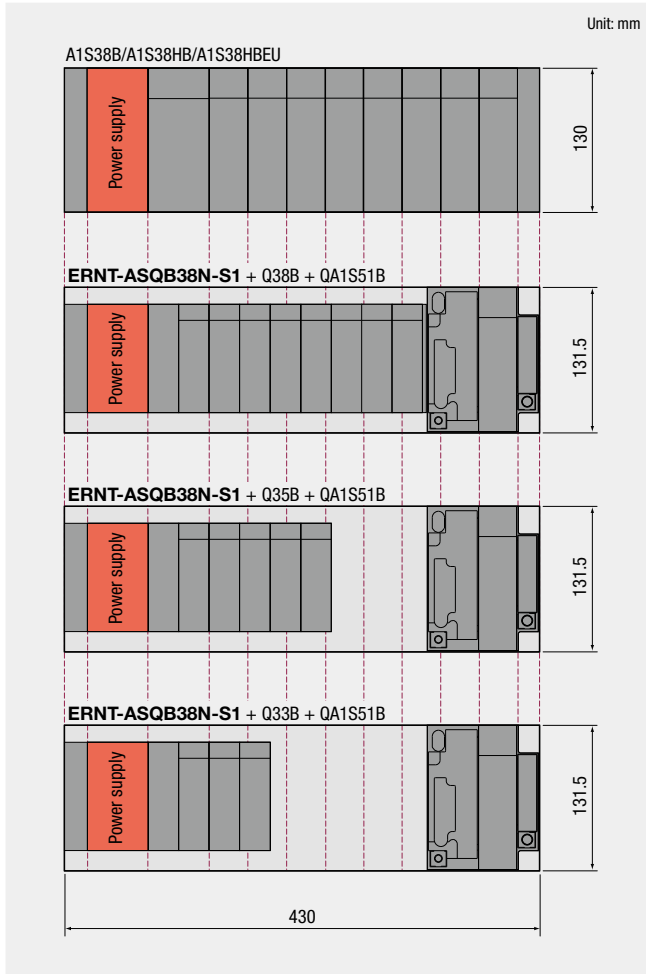 Unit: mm
A1S38B/A1S38HB/A1S38HBEU
Power supply
130
ERNT-ASQB38N-S1 + Q38B + QA1S51B
Power supply
131.5
ERNT-ASQB38N-S1 + Q35B + QA1S51B
Power supply
131.5
ERNT-ASQB38N-S1 + Q33B + QA1S51B
Power supply
131.5
430